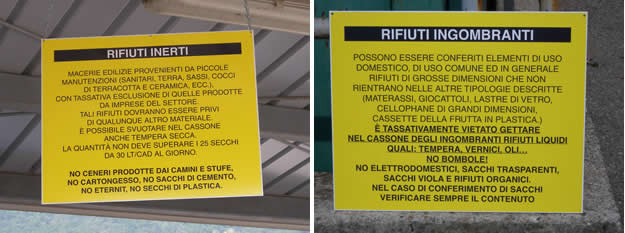 RIFIUTI INERTI
MACERIE EDILIZIE PROVENIENTI DA PICCOLE
MANUTENZIONI (SANITARI, TERRA, SASSI, COCCI
DI TERRACOTTA E CERAMICA, ECC.),
CON TASSATIVA ESCLUSIONE DI QUELLE PRODOTTE
DA IMPRESE DEL SETTORE.
TALI RIFIUTI DOVRANNO ESSERE PRIVI
DI QUALUNQUE ALTRO MATERIALE.
È POSSIBILE SVUOTARE NEL CASSONE
ANCHE TEMPERA SECCA.
LA QUANTITÀ NON DEVE SUPERARE I 25 SECCHI
DA 30 LT/CAD AL GIORNO.
NO CENERI PRODOTTE DAI CAMINI E STUFE,
NO CARTONGESSO, NO SACCHI DI CEMENTO,
NO ETERNIT, NO SECCHI DI PLASTICA.
RIFIUTI INGOMBRANTI
POSSONO ESSERE CONFERITI ELEMENTI DI USO
DOMESTICO, DI USO COMUNE ED IN GENERALE
RIFIUTI DI GROSSE DIMENSIONI CHE NON
RIENTRANO NELLE ALTRE TIPOLOGIE DESCRITTE
(MATERASSI, GIOCATTOLI, LASTRE DI VETRO,
CELLOPHANE DI GRANDI DIMENSIONI,
CASSETTE DELLA FRUTTA IN PLASTICA.)
È TASSATIVAMENTE VIETATO GETTARE
NEL CASSONE DEGLI INGOMBRANTI RIFIUTI LIQUIDI
QUALI: TEMPERA, VERNICI, OLI...
NO BOMBOLE!
NO ELETTRODOMESTICI, SACCHI TRASPARENTI,
SACCHI VIOLA E RIFIUTI ORGANICI.
NEL CASO DI CONFERIMENTO DI SACCHI
VERIFICARE SEMPRE IL CONTENUTO